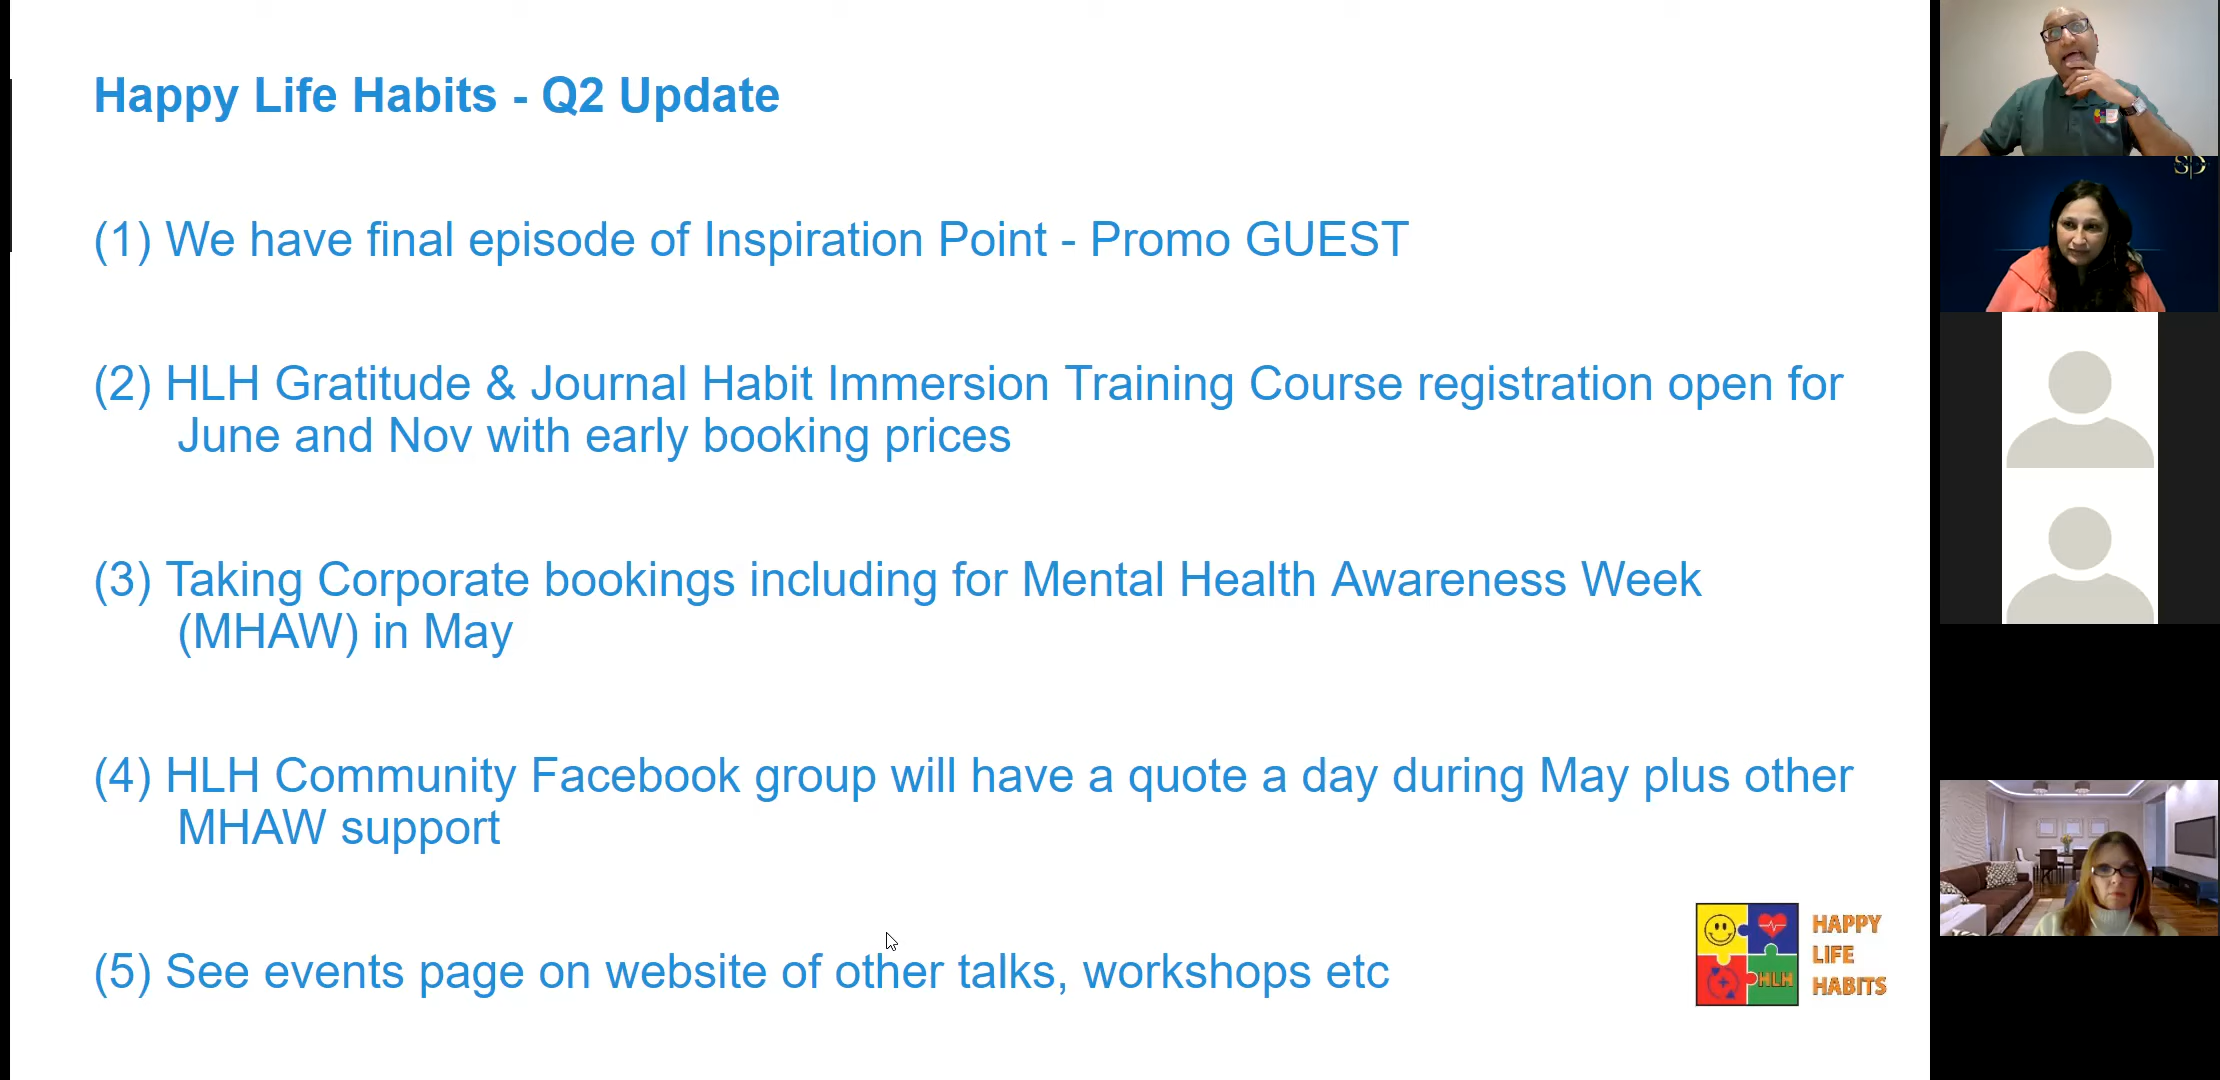 Happy Life Habits - Q2 Update
(1) We have final episode of Inspiration Point - Promo GUEST
(2) HLH Gratitude & Journal Habit Immersion Training Course registration open for
June and Nov with early booking prices
(3) Taking Corporate bookings including for Mental Health Awareness Week
(MHAW) in May
(4) HLH Community Facebook group will have a quote a day during May plus other
MHAW support
(5) See events page on website of other talks, workshops etc
HLH
HAPPY
LIFE
HABITS